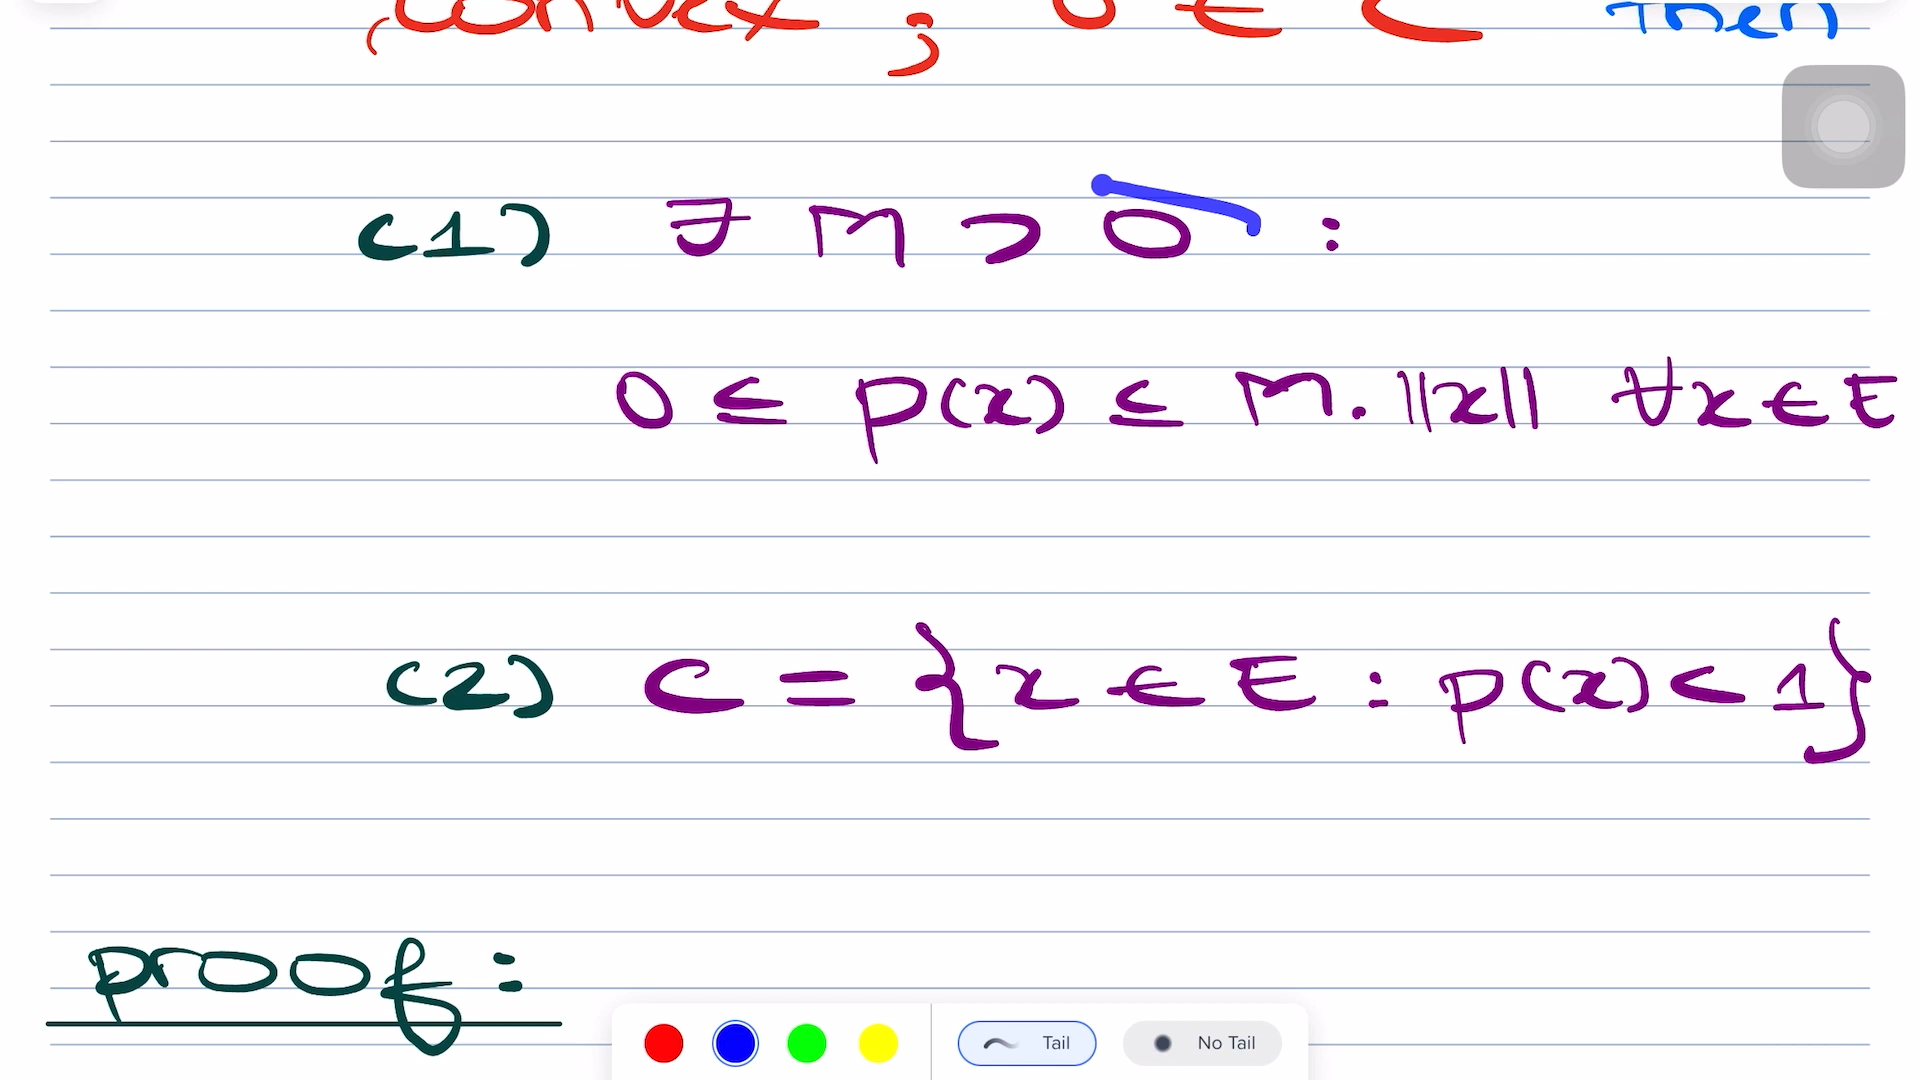 convex, 0 ∈ C then
(1) ∃ M > 0 :
0 ≤ p(x) ≤ M. ||x|| ∀x ∈ E
(2) C = {x ∈ E : p(x) < 1}
proof :
Tail No Tail